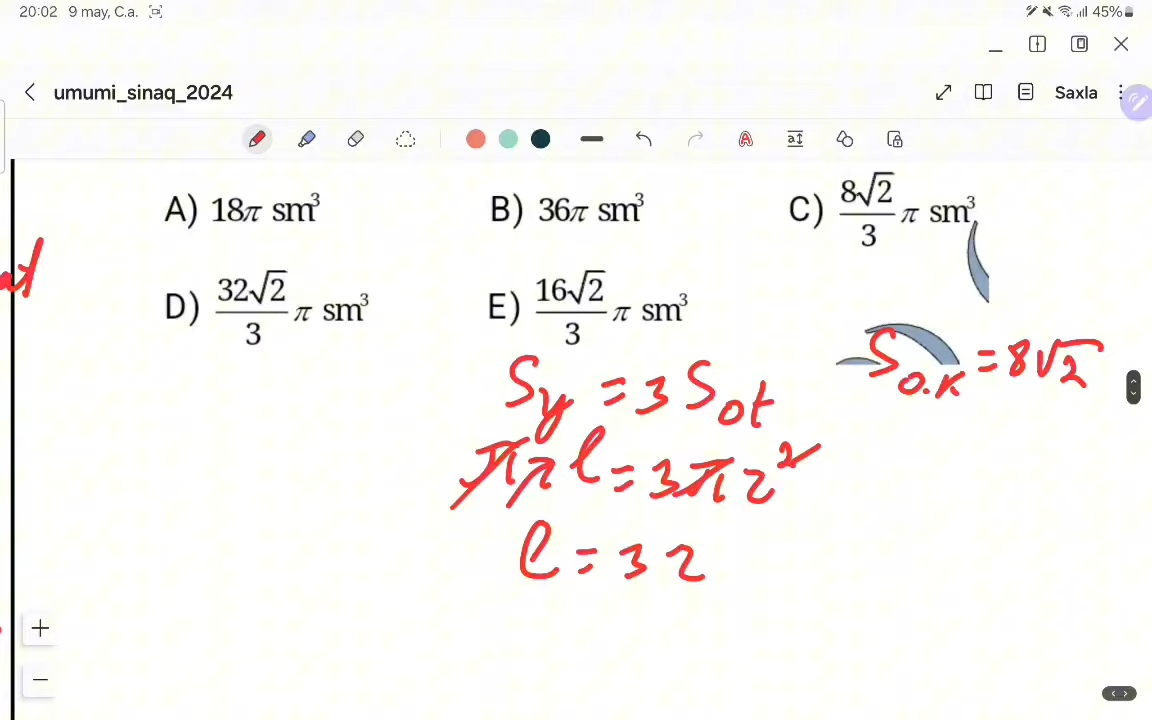 20:02 9 may, C.a. 45%
umumi_sinaq_2024 Saxla
A) 18π sm³ B) 36π sm³ C) 8√2/3 π sm³
D) 32√2/3 π sm³ E) 16√2/3 π sm³
S_O.K = 8√2
S_y = 3 S_ot
πrl = 3πr²
l = 3r